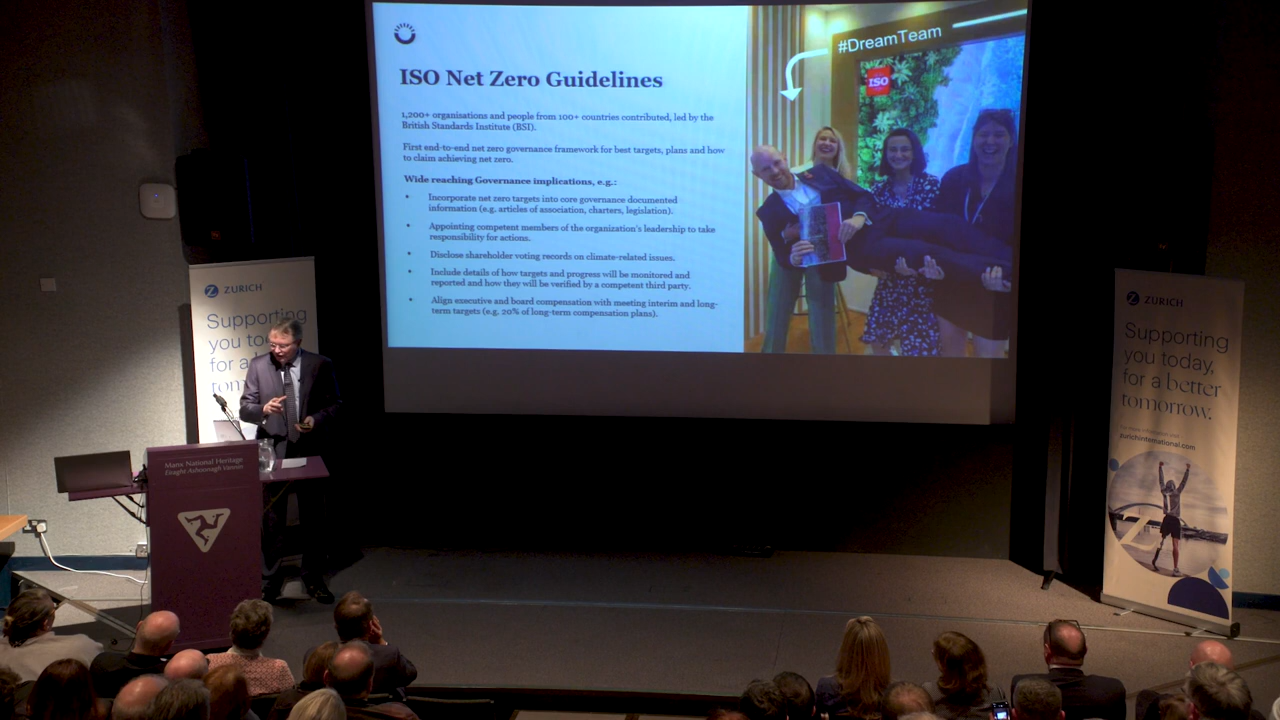 ISO Net Zero Guidelines
1,200+ organisations and people from 100+ countries contributed, led by the
British Standards Institute (BSI).
First end-to-end net zero governance framework for best targets, plans and how
to claim achieving net zero.
Wide reaching Governance implications, e.g.:
• Incorporate net zero targets into core governance documented
information (e.g. articles of association, charters, legislation).
• Appointing competent members of the organization's leadership to take
responsibility for actions.
• Disclose shareholder voting records on climate-related issues.
• Include details of how targets and progress will be monitored and
reported and how they will be verified by a competent third party.
• Align executive and board compensation with meeting interim and long-
term targets (e.g. 20% of long-term compensation plans).
#DreamTeam
ISO
ZURICH
Supporting
you
for a
Manx National Heritage
Eiraght Ashoonagh Vannin
ZURICH
Supporting
you today,
for a better
tomorrow.
zurichinternational.com